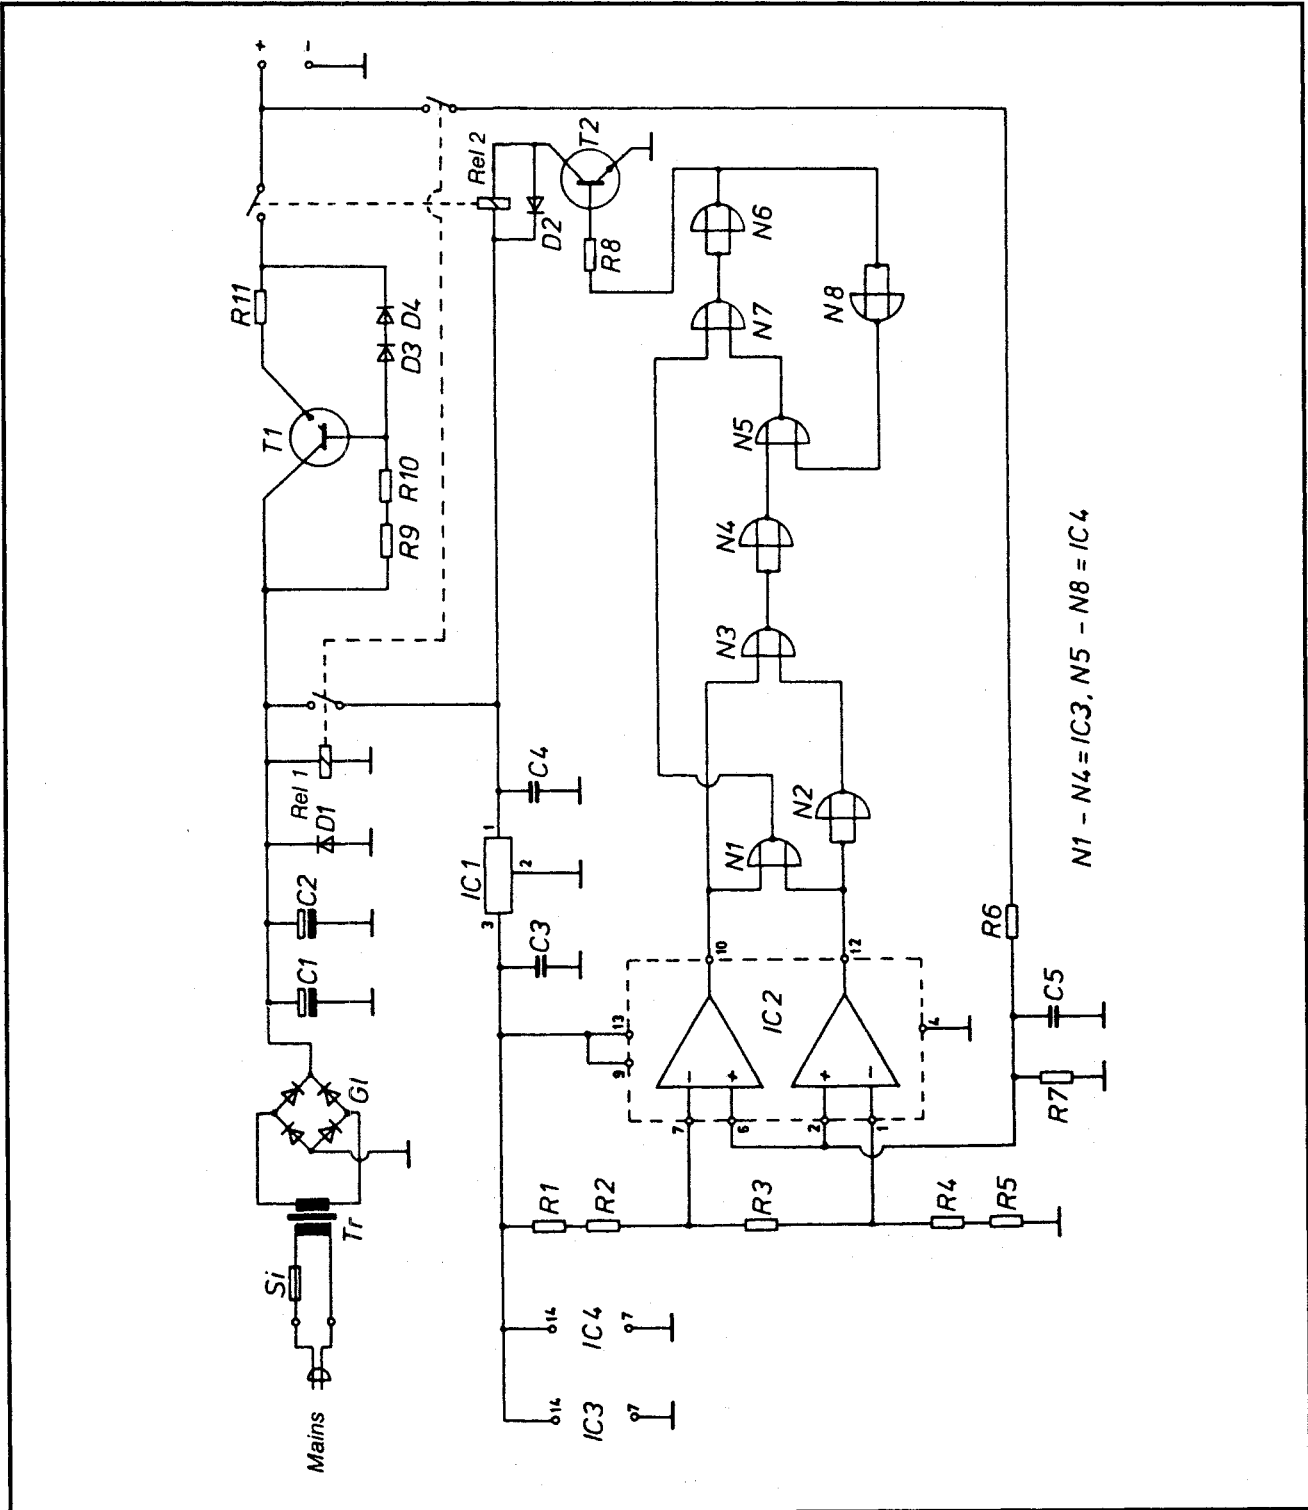 Mains
Si
Tr
Gl
C1
C2
D1
Rel 1
R9
R10
T1
D3
D4
R11
+
-
IC3
14
7
IC4
14
7
C3
3
IC1
1
2
C4
Rel 2
D2
T2
R8
R1
R2
R3
R4
R5
7
6
2
1
-
+
+
-
9
13
IC2
10
12
4
N1
N2
N3
N4
N5
N7
N6
N8
R7
C5
R6
N1 - N4 = IC3, N5 - N8 = IC4